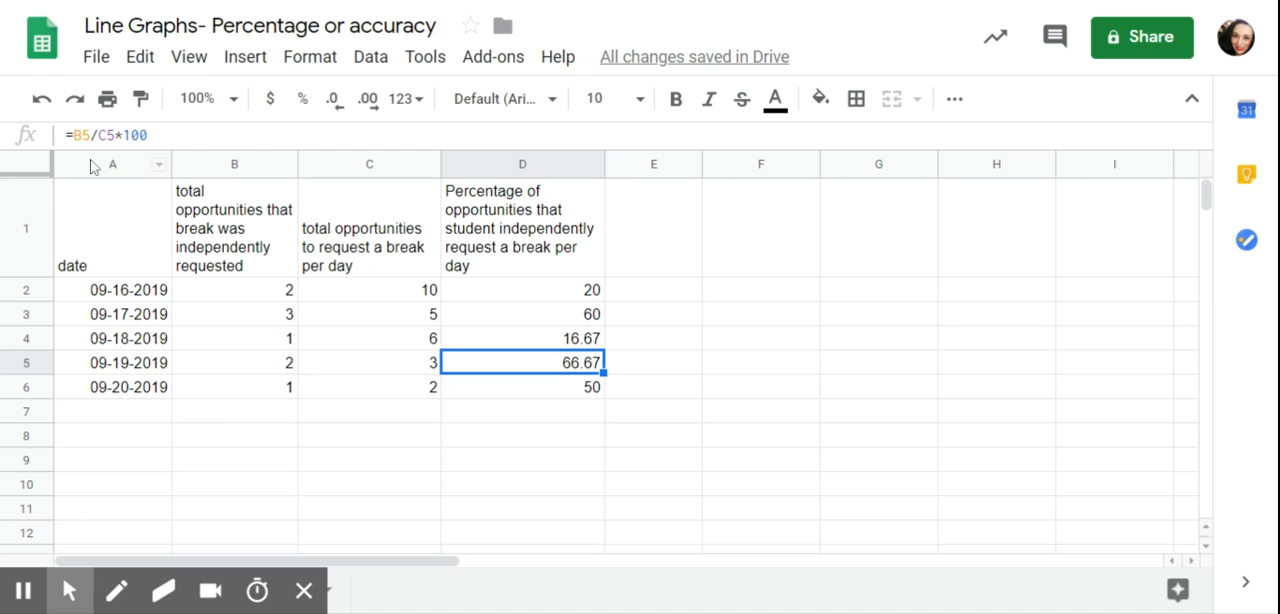 Line Graphs- Percentage or accuracy
Share
File Edit View Insert Format Data Tools Add-ons Help All changes saved in Drive
100% $ % .0 .00 123 Default (Ari... 10 B I S A ...
fx =B5/C5*100
31
A B C D E F G H I
1
date
total
opportunities that
break was
independently
requested
total opportunities
to request a break
per day
Percentage of
opportunities that
student independently
request a break per
day
2 09-16-2019 2 10 20
3 09-17-2019 3 5 60
4 09-18-2019 1 6 16.67
5 09-19-2019 2 3 66.67
6 09-20-2019 1 2 50
7
8
9
10
11
12